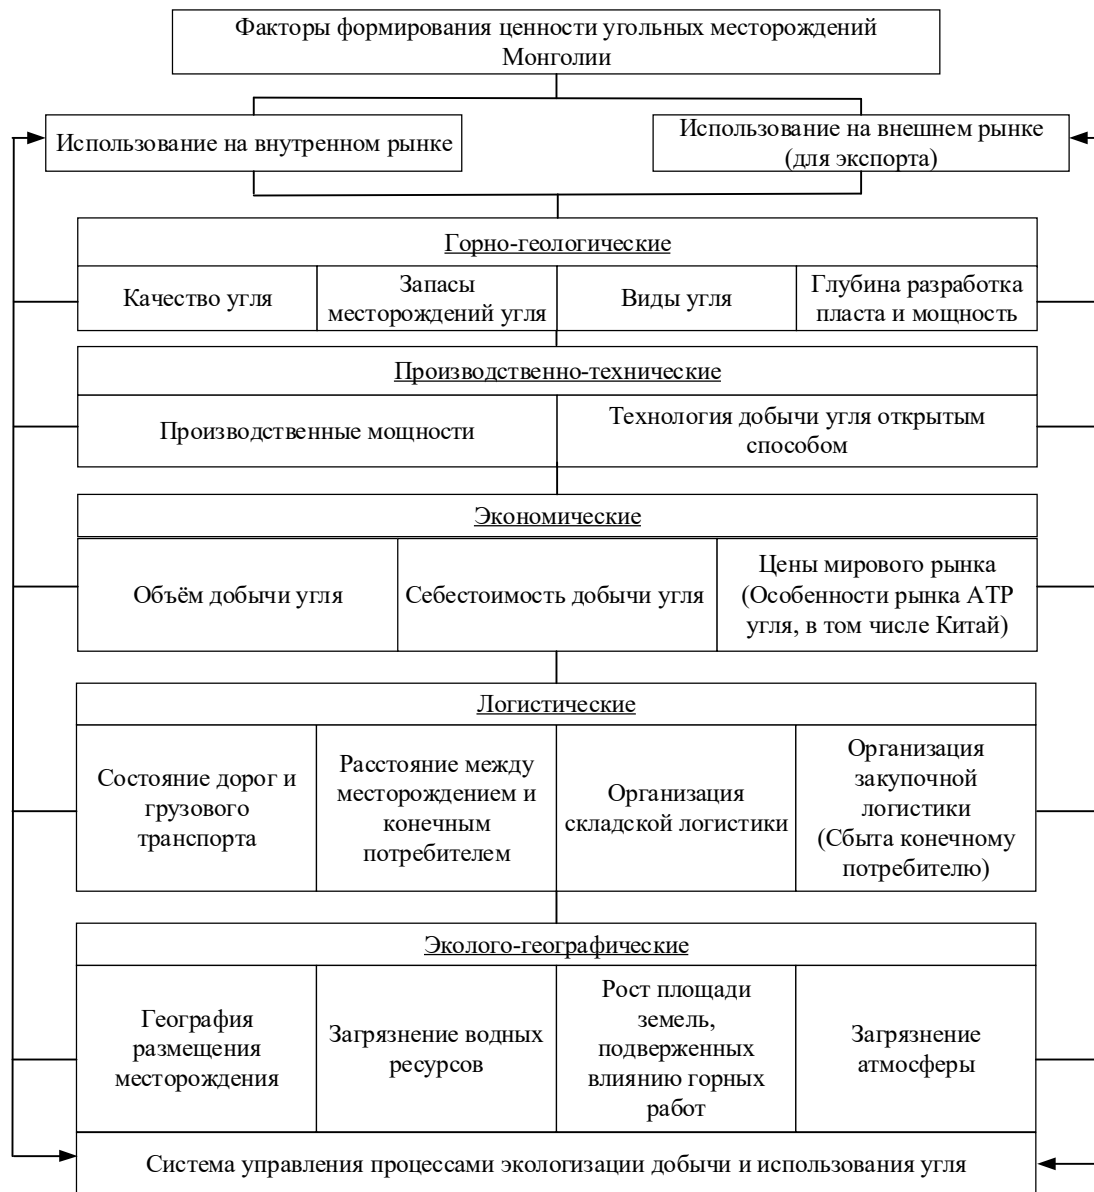 Факторы формирования ценности угольных месторождений
Монголии
Использование на внутренном рынке
Использование на внешнем рынке
(для экспорта)
Горно-геологические
Качество угля
Запасы
месторождений угля
Виды угля
Глубина разработка
пласта и мощность
Производственно-технические
Производственные мощности
Технология добычи угля открытым
способом
Экономические
Объём добычи угля
Себестоимость добычи угля
Цены мирового рынка
(Особенности рынка АТР
угля, в том числе Китай)
Логистические
Состояние дорог и
грузового
транспорта
Расстояние между
месторождением и
конечным
потребителем
Организация
складской логистики
Организация
закупочной
логистики
(Сбыта конечному
потребителю)
Эколого-географические
География
размещения
месторождения
Загрязнение водных
ресурсов
Рост площади
земель,
подверженных
влиянию горных
работ
Загрязнение
атмосферы
Система управления процессами экологизации добычи и использования угля